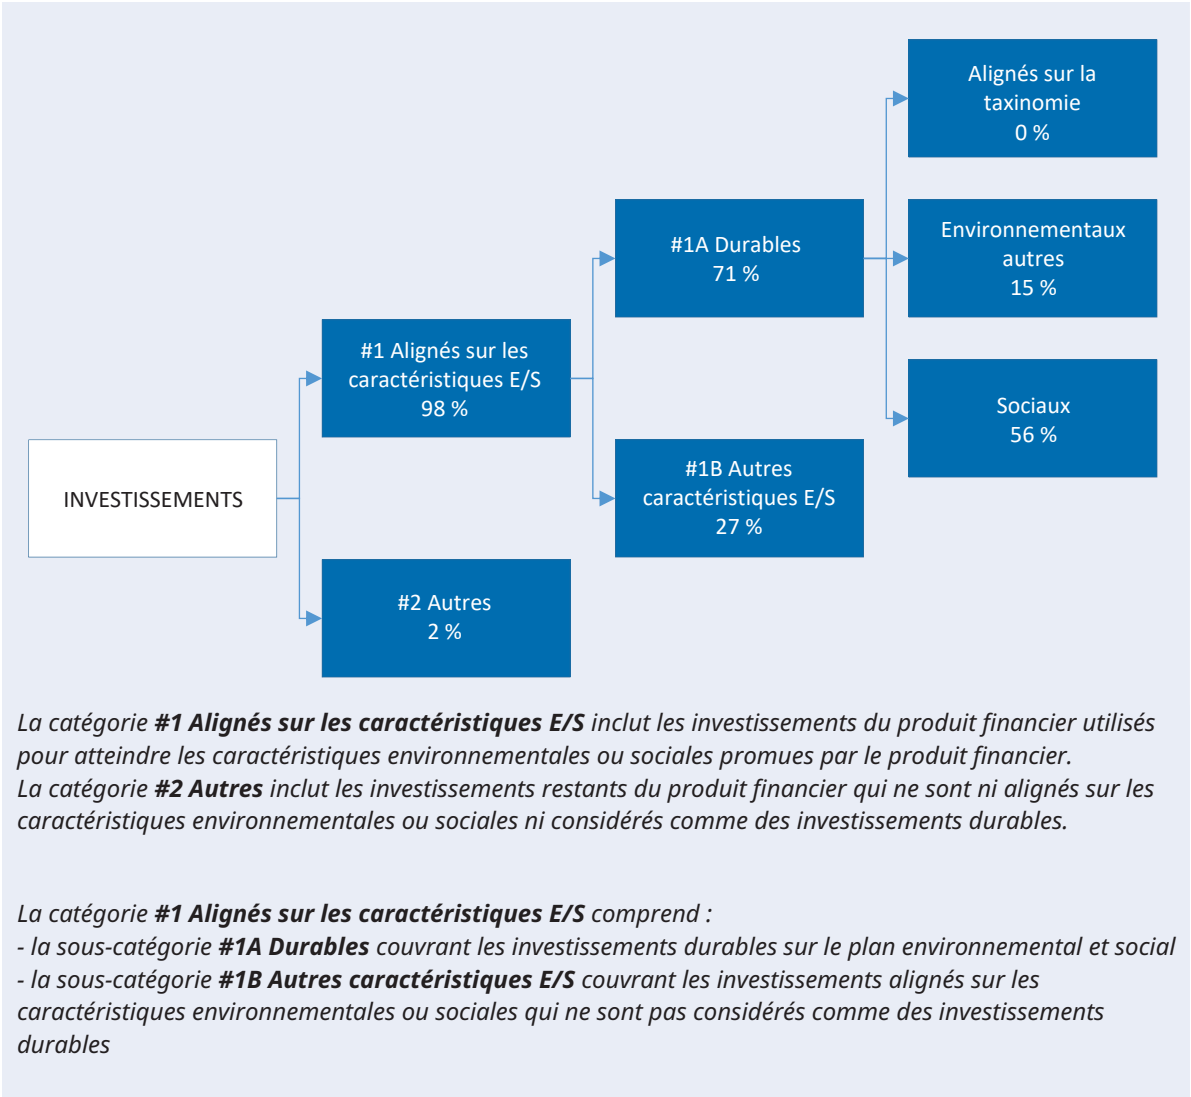 INVESTISSEMENTS
#1 Alignés sur les
caractéristiques E/S
98 %
#2 Autres
2 %
#1A Durables
71 %
#1B Autres
caractéristiques E/S
27 %
Alignés sur la
taxinomie
0 %
Environnementaux
autres
15 %
Sociaux
56 %
La catégorie #1 Alignés sur les caractéristiques E/S inclut les investissements du produit financier utilisés
pour atteindre les caractéristiques environnementales ou sociales promues par le produit financier.
La catégorie #2 Autres inclut les investissements restants du produit financier qui ne sont ni alignés sur les
caractéristiques environnementales ou sociales ni considérés comme des investissements durables.
La catégorie #1 Alignés sur les caractéristiques E/S comprend :
- la sous-catégorie #1A Durables couvrant les investissements durables sur le plan environnemental et social
- la sous-catégorie #1B Autres caractéristiques E/S couvrant les investissements alignés sur les
caractéristiques environnementales ou sociales qui ne sont pas considérés comme des investissements
durables